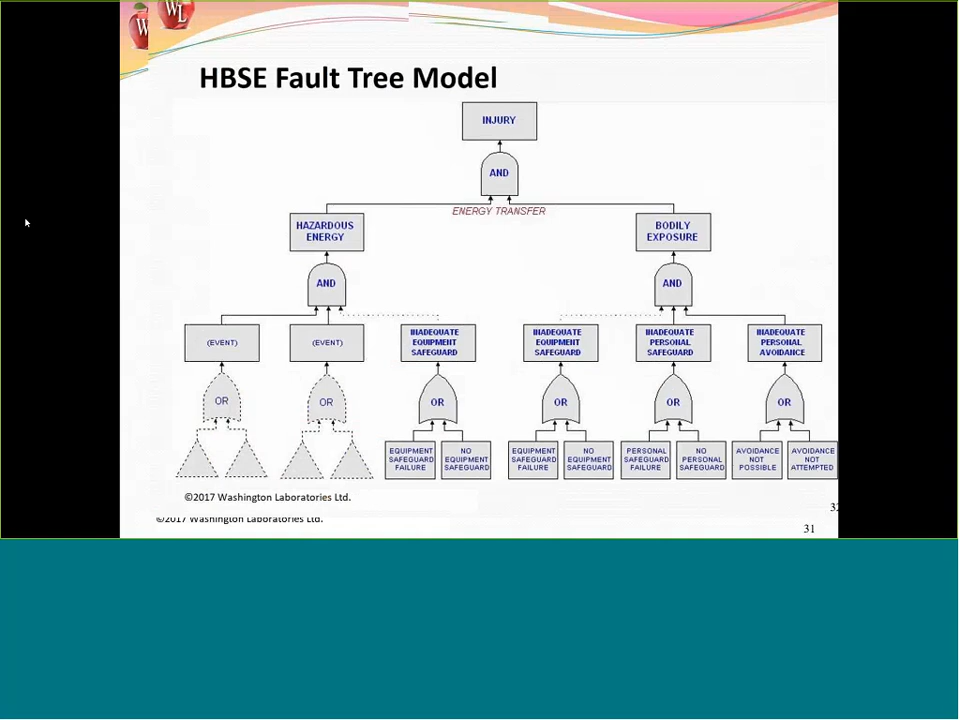 W
WL
HBSE Fault Tree Model
INJURY
AND
ENERGY TRANSFER
HAZARDOUS
ENERGY
BODILY
EXPOSURE
AND
AND
(EVENT)
(EVENT)
INADEQUATE
EQUIPMENT
SAFEGUARD
INADEQUATE
EQUIPMENT
SAFEGUARD
INADEQUATE
PERSONAL
SAFEGUARD
INADEQUATE
PERSONAL
AVOIDANCE
OR
OR
OR
OR
OR
OR
EQUIPMENT
SAFEGUARD
FAILURE
NO
EQUIPMENT
SAFEGUARD
EQUIPMENT
SAFEGUARD
FAILURE
NO
EQUIPMENT
SAFEGUARD
PERSONAL
SAFEGUARD
FAILURE
NO
PERSONAL
SAFEGUARD
AVOIDANCE
NOT
POSSIBLE
AVOIDANCE
NOT
ATTEMPTED
©2017 Washington Laboratories Ltd.
32
©2017 Washington Laboratories Ltd.
31